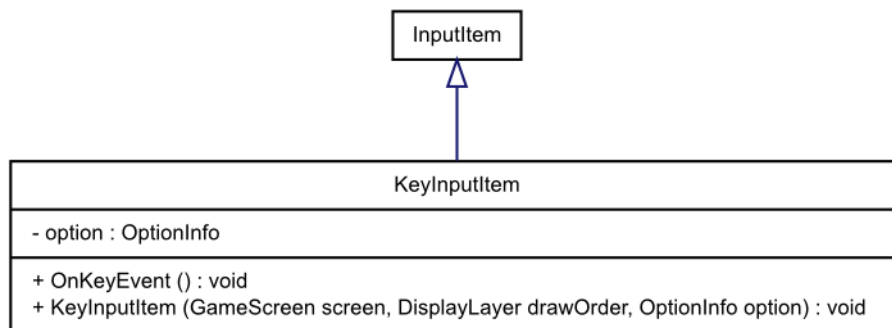 InputItem
KeyInputItem
- option : OptionInfo
+ OnKeyEvent () : void
+ KeyInputItem (GameScreen screen, DisplayLayer drawOrder, OptionInfo option) : void